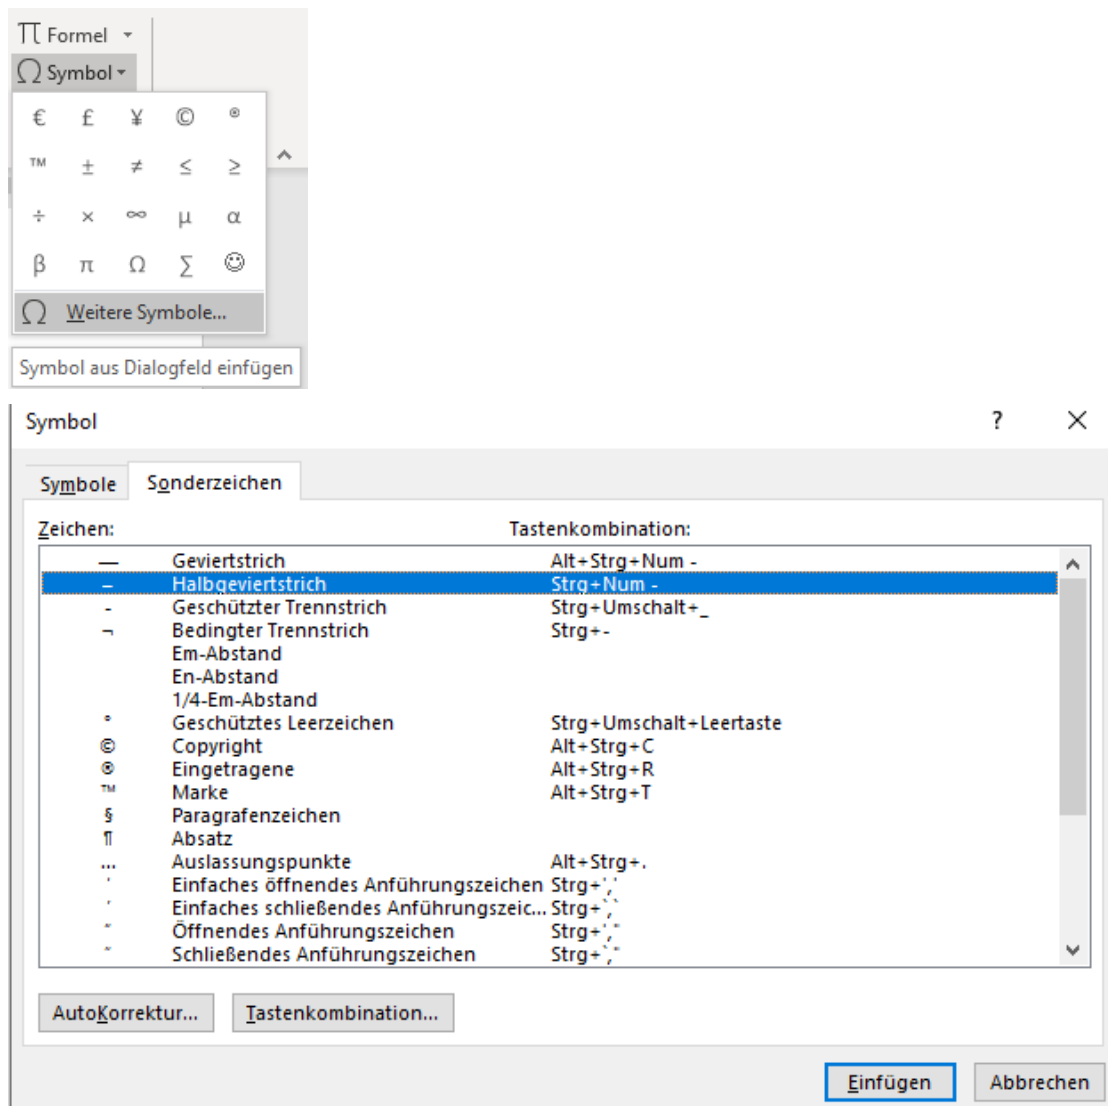 Formel
Ω Symbol
€ £ ¥ © ®
™ ± ≠ ≤ ≥
÷ × ∞ µ α
β π Ω ∑ ☺
Ω Weitere Symbole...
Symbol aus Dialogfeld einfügen
Symbol ? ×
Symbole Sonderzeichen
Zeichen: Tastenkombination:
— Geviertstrich Alt+Strg+Num -
– Halbgeviertstrich Strg+Num -
- Geschützter Trennstrich Strg+Umschalt+_
¬ Bedingter Trennstrich Strg+-
Em-Abstand
En-Abstand
1/4-Em-Abstand
° Geschütztes Leerzeichen Strg+Umschalt+Leertaste
© Copyright Alt+Strg+C
® Eingetragene Alt+Strg+R
™ Marke Alt+Strg+T
§ Paragrafenzeichen
¶ Absatz
... Auslassungspunkte Alt+Strg+.
' Einfaches öffnendes Anführungszeichen Strg+','
' Einfaches schließendes Anführungszeic... Strg+`,`
" Öffnendes Anführungszeichen Strg+',"
" Schließendes Anführungszeichen Strg+`,"
AutoKorrektur... Tastenkombination...
Einfügen Abbrechen